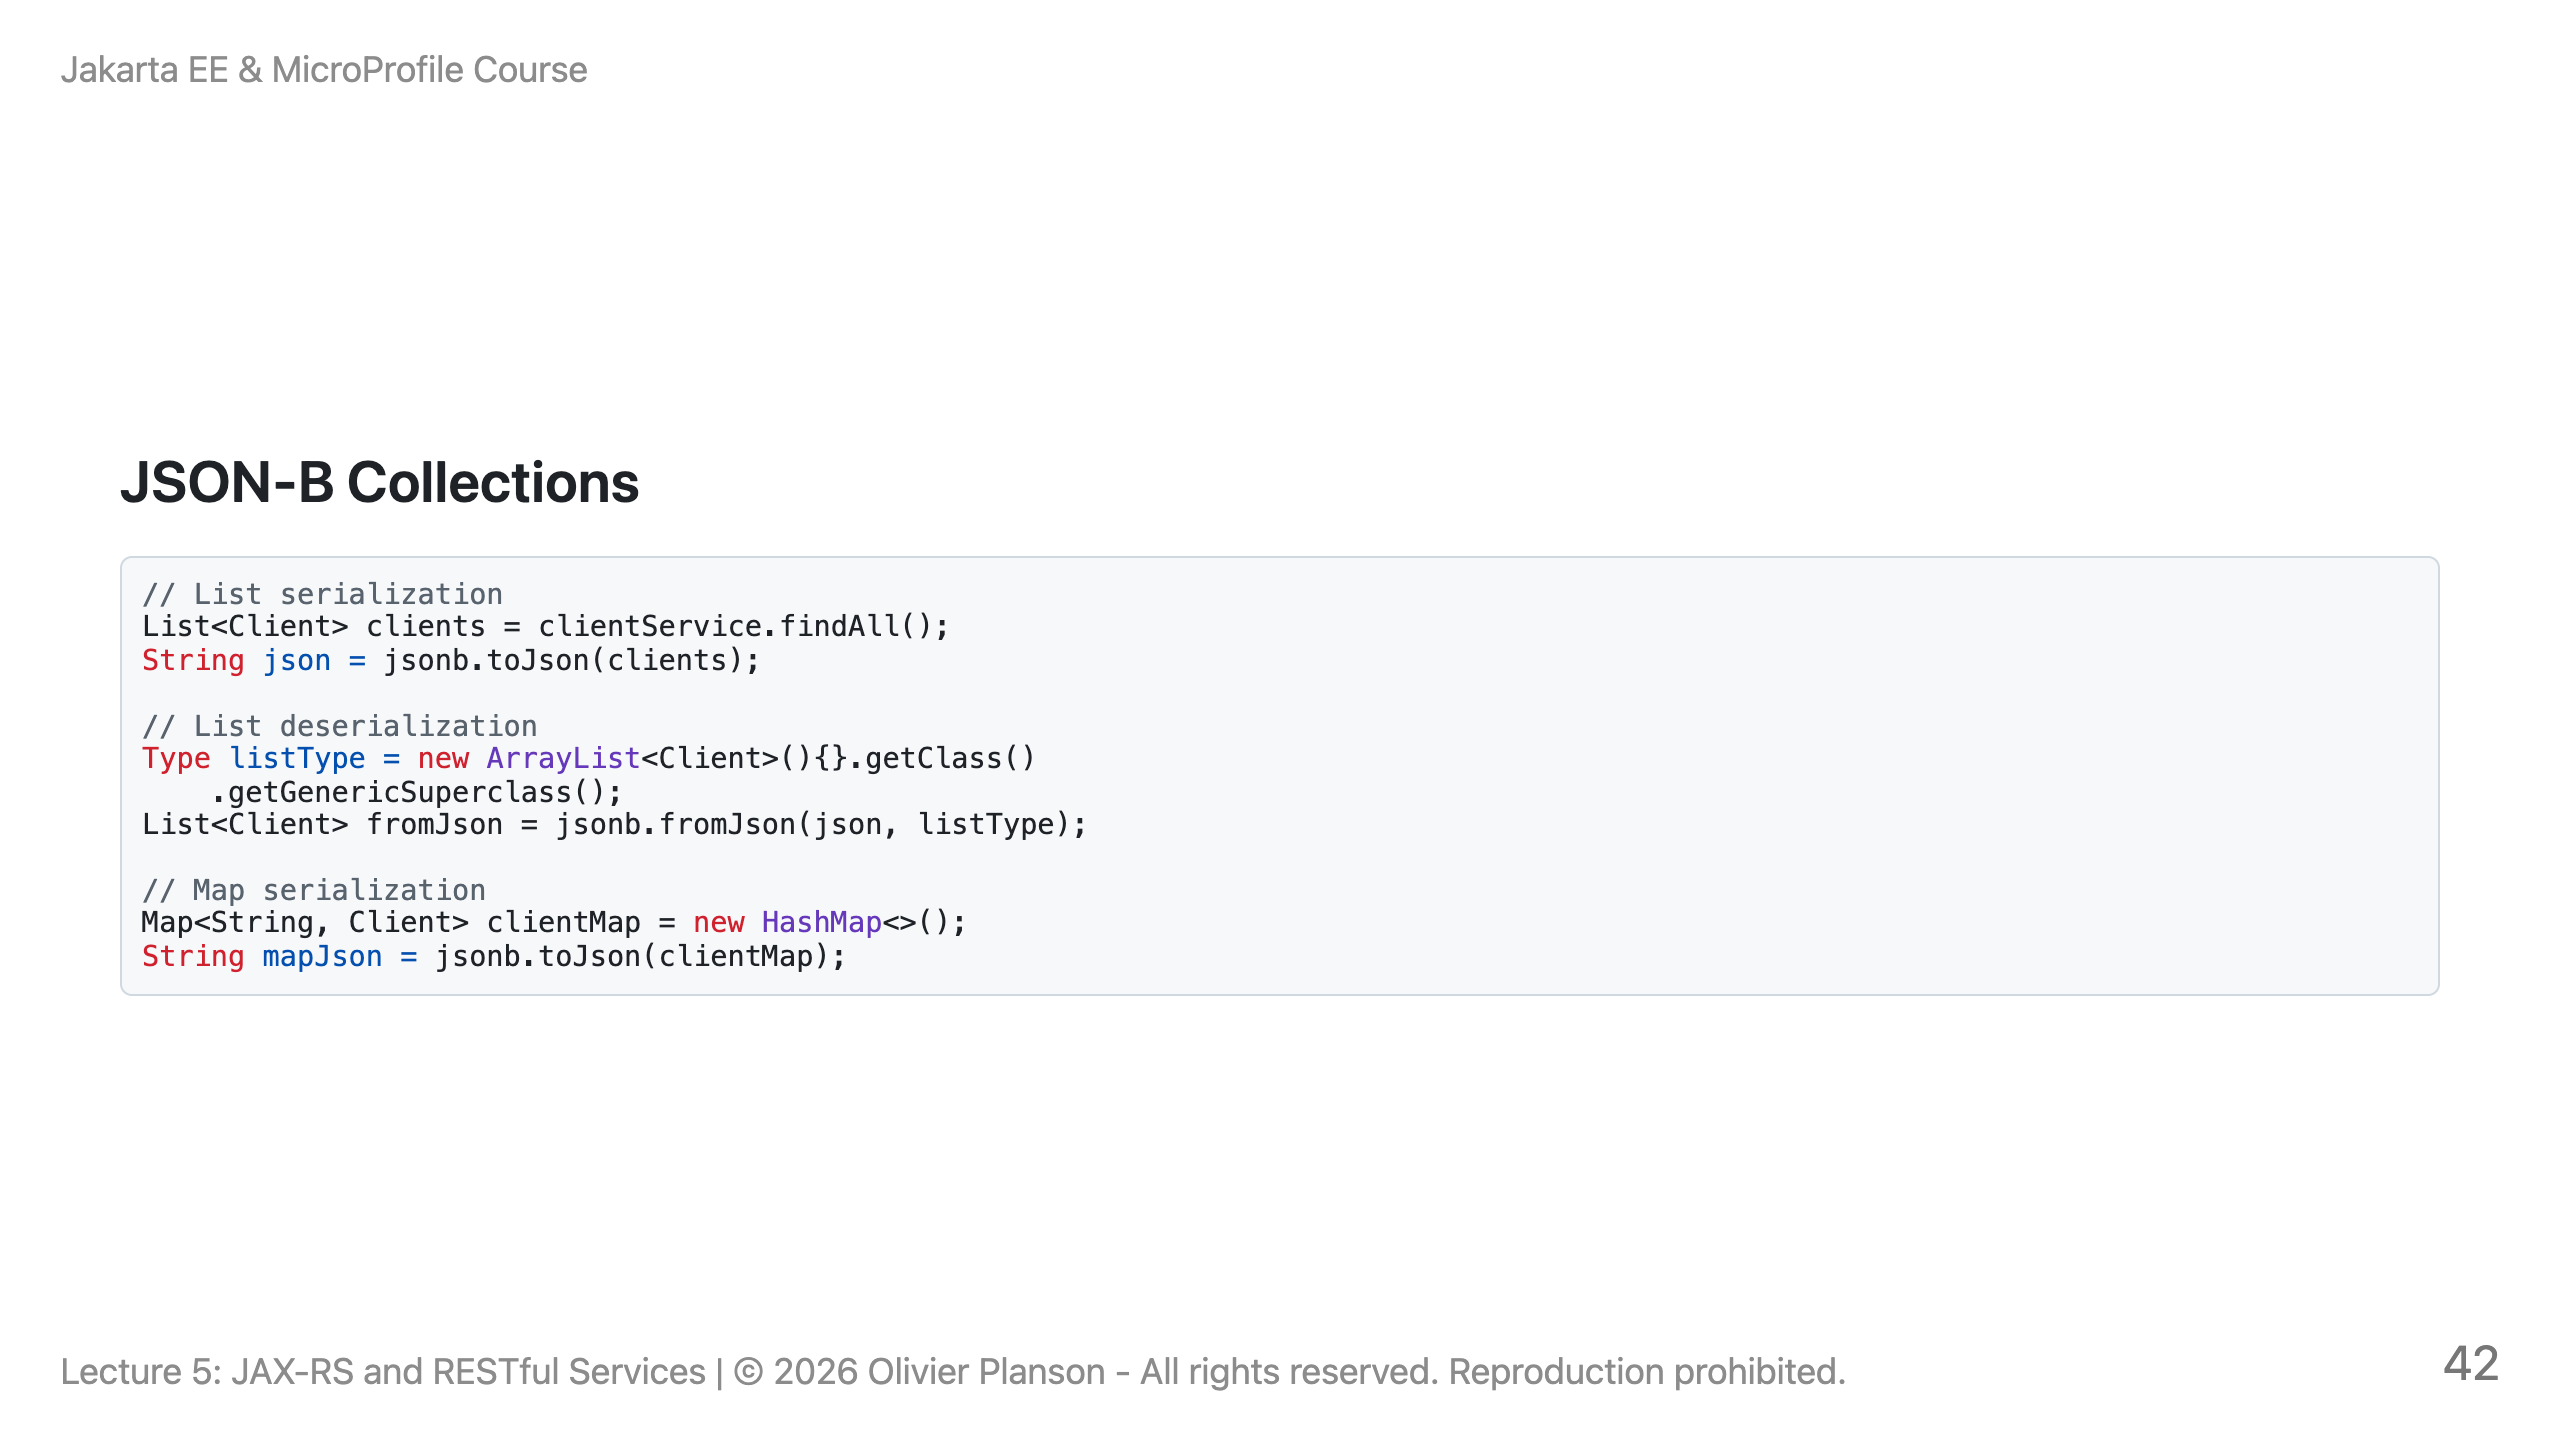 Jakarta EE & MicroProfile Course
JSON-B Collections
// List serialization
List<Client> clients = clientService.findAll();
String json = jsonb.toJson(clients);
// List deserialization
Type listType = new ArrayList<Client>(){}.getClass()
    .getGenericSuperclass();
List<Client> fromJson = jsonb.fromJson(json, listType);
// Map serialization
Map<String, Client> clientMap = new HashMap<>();
String mapJson = jsonb.toJson(clientMap);
Lecture 5: JAX-RS and RESTful Services | © 2026 Olivier Planson - All rights reserved. Reproduction prohibited.
42